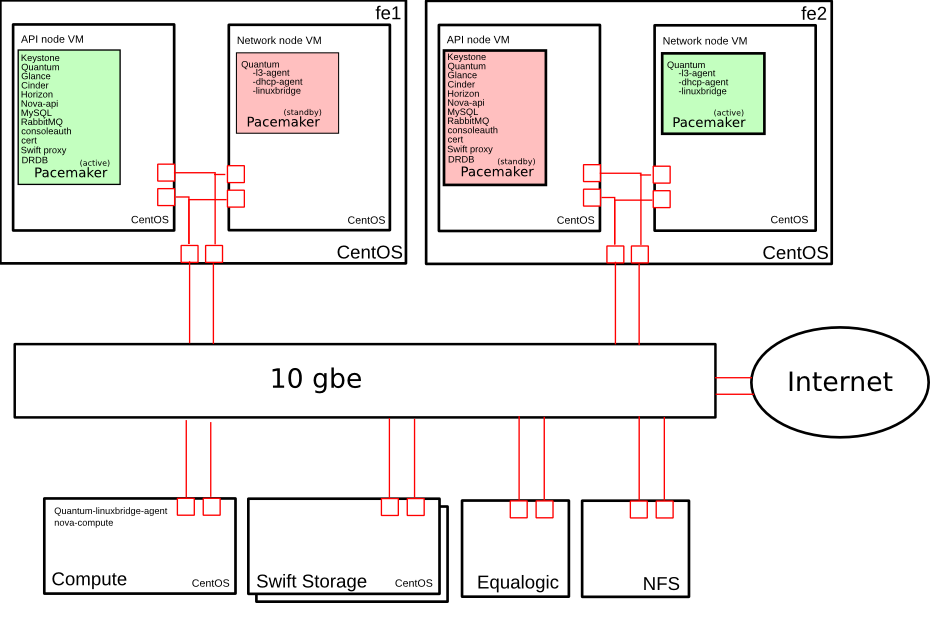 fe1
API node VM
Keystone
Quantum
Glance
Cinder
Horizon
Nova-api
MySQL
RabbitMQ
consoleauth
cert
Swift proxy
DRDB
(active)
Pacemaker
CentOS
Network node VM
Quantum
-l3-agent
-dhcp-agent
-linuxbridge
(standby)
Pacemaker
CentOS
CentOS
fe2
API node VM
Keystone
Quantum
Glance
Cinder
Horizon
Nova-api
MySQL
RabbitMQ
consoleauth
cert
Swift proxy
DRDB
(standby)
Pacemaker
CentOS
Network node VM
Quantum
-l3-agent
-dhcp-agent
-linuxbridge
(active)
Pacemaker
CentOS
CentOS
10 gbe
Internet
Quantum-linuxbridge-agent
nova-compute
Compute
CentOS
Swift Storage
CentOS
Equalogic
NFS